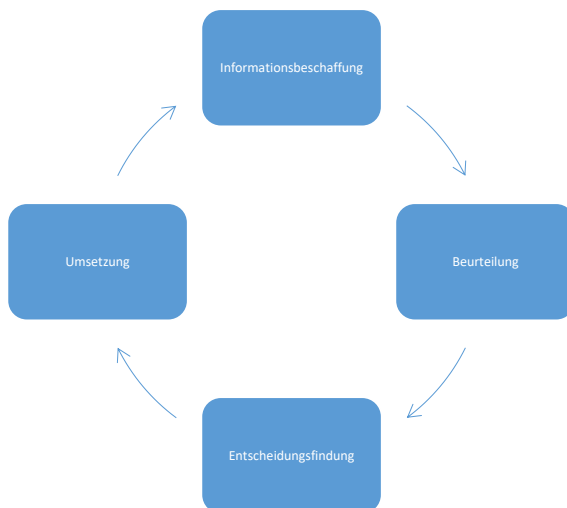 Informationsbeschaffung
Beurteilung
Entscheidungsfindung
Umsetzung